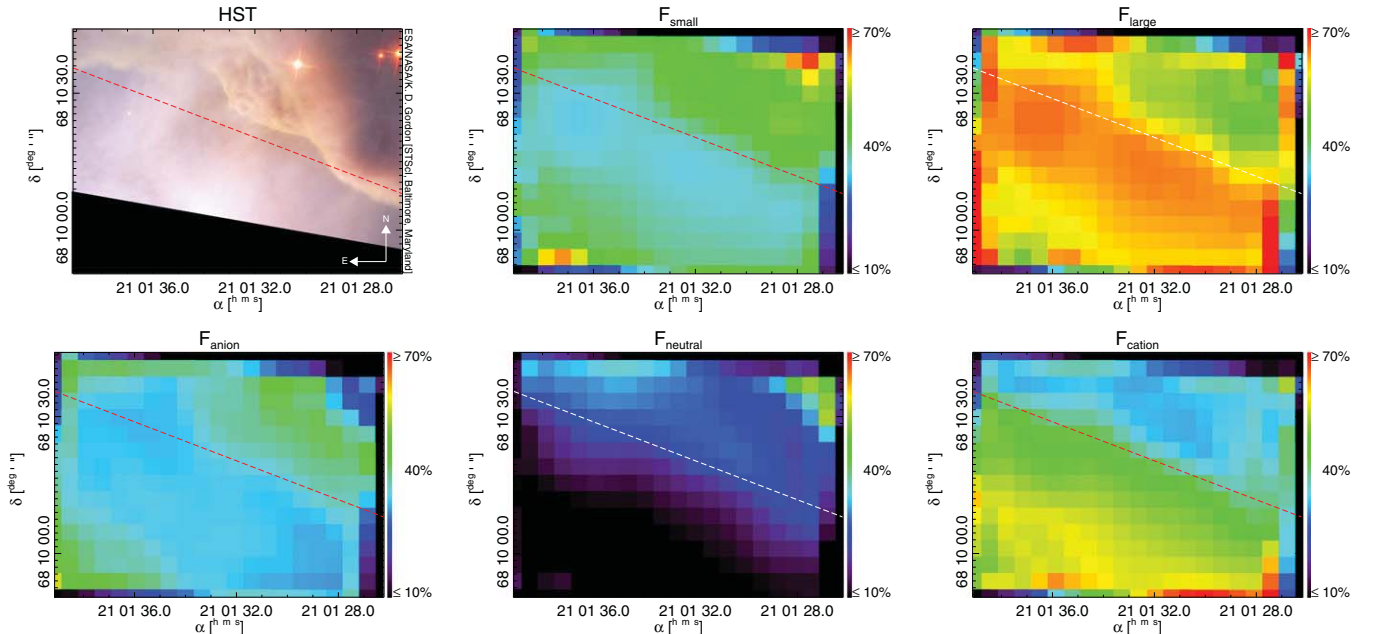 HST
F small
F large
ESA/NASA/K. D. Gordon (STScI, Baltimore, Maryland
N
E
68 10 30.0
68 10 00.0
δ [deg ' "]
21 01 36.0 21 01 32.0 21 01 28.0
α [h m s]
≥ 70%
40%
≤ 10%
68 10 30.0
68 10 00.0
δ [deg ' "]
21 01 36.0 21 01 32.0 21 01 28.0
α [h m s]
≥ 70%
40%
≤ 10%
68 10 30.0
68 10 00.0
δ [deg ' "]
21 01 36.0 21 01 32.0 21 01 28.0
α [h m s]
F anion
≥ 70%
40%
≤ 10%
68 10 30.0
68 10 00.0
δ [deg ' "]
21 01 36.0 21 01 32.0 21 01 28.0
α [h m s]
F neutral
≥ 70%
40%
≤ 10%
68 10 30.0
68 10 00.0
δ [deg ' "]
21 01 36.0 21 01 32.0 21 01 28.0
α [h m s]
F cation
≥ 70%
40%
≤ 10%
68 10 30.0
68 10 00.0
δ [deg ' "]
21 01 36.0 21 01 32.0 21 01 28.0
α [h m s]